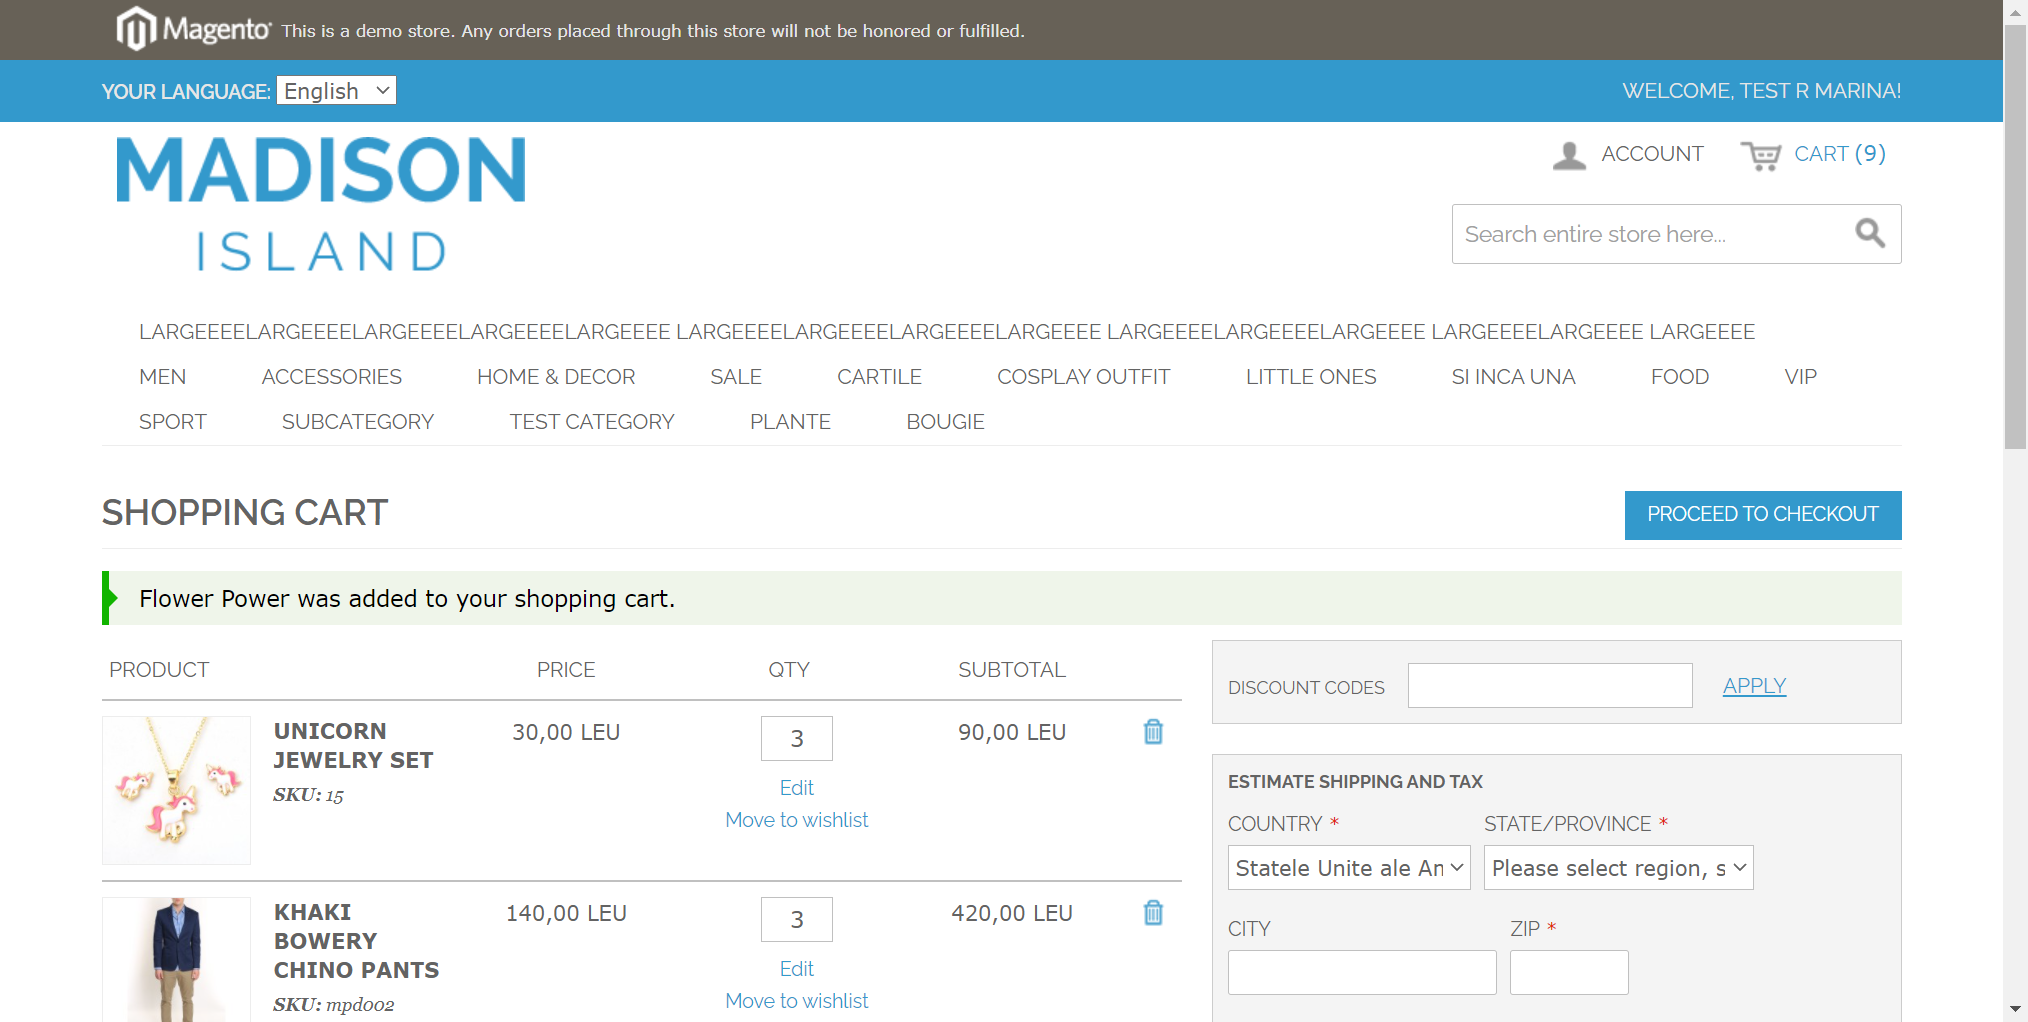 Magento This is a demo store. Any orders placed through this store will not be honored or fulfilled.
YOUR LANGUAGE: English WELCOME, TEST R MARINA!
MADISON
ISLAND
ACCOUNT CART (9)
Search entire store here...
LARGEEEELARGEEEELARGEEEELARGEEEELARGEEEE LARGEEEELARGEEEELARGEEEELARGEEEE LARGEEEELARGEEEELARGEEEE LARGEEEELARGEEEE LARGEEEE
MEN ACCESSORIES HOME & DECOR SALE CARTILE COSPLAY OUTFIT LITTLE ONES SI INCA UNA FOOD VIP
SPORT SUBCATEGORY TEST CATEGORY PLANTE BOUGIE
SHOPPING CART PROCEED TO CHECKOUT
Flower Power was added to your shopping cart.
PRODUCT PRICE QTY SUBTOTAL
UNICORN JEWELRY SET
SKU: 15
30,00 LEU 3 90,00 LEU
Edit
Move to wishlist
KHAKI
BOWERY
CHINO PANTS
SKU: mpd002
140,00 LEU 3 420,00 LEU
Edit
Move to wishlist
DISCOUNT CODES APPLY
ESTIMATE SHIPPING AND TAX
COUNTRY * STATE/PROVINCE *
Statele Unite ale Am Please select region, s
CITY ZIP *